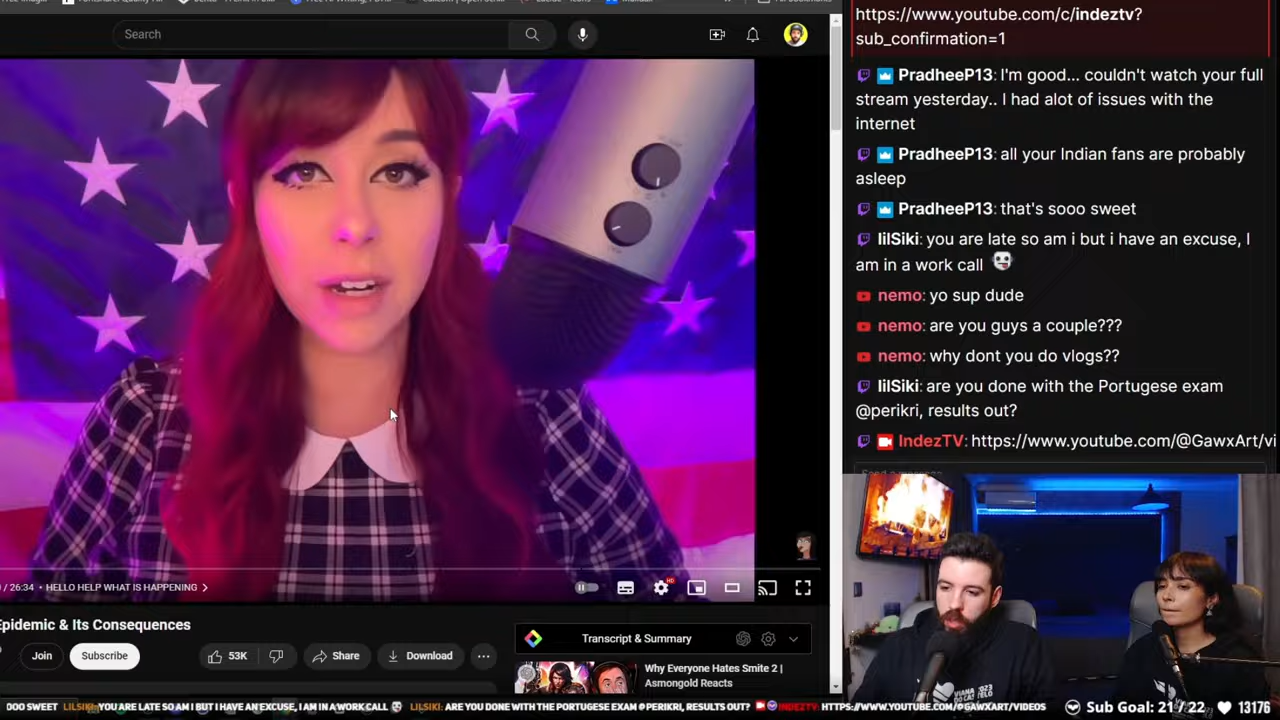 Search
HELLO HELP WHAT IS HAPPENING
/ 26:34
HD
Epidemic & Its Consequences
Join
Subscribe
53K
Share
Download
Transcript & Summary
Why Everyone Hates Smite 2 |
Asmongold Reacts
https://www.youtube.com/c/indeztv?
sub_confirmation=1
PradheeP13: I'm good... couldn't watch your full
stream yesterday.. I had alot of issues with the
internet
PradheeP13: all your Indian fans are probably
asleep
PradheeP13: that's sooo sweet
lilSiki: you are late so am i but i have an excuse, I
am in a work call
nemo: yo sup dude
nemo: are you guys a couple???
nemo: why dont you do vlogs??
lilSiki: are you done with the Portugese exam
@perikri, results out?
IndezTV: https://www.youtube.com/@GawxArt/vi
VIANA 2023
OOO SWEET LILSIKI: YOU ARE LATE SO AM I BUT I HAVE AN EXCUSE, I AM IN A WORK CALL LILSIKI: ARE YOU DONE WITH THE PORTUGESE EXAM @PERIKRI, RESULTS OUT? INDEZTV: HTTPS://WWW.YOUTUBE.COM/@GAWXART/VIDEOS
Sub Goal: 21 / 22
13176